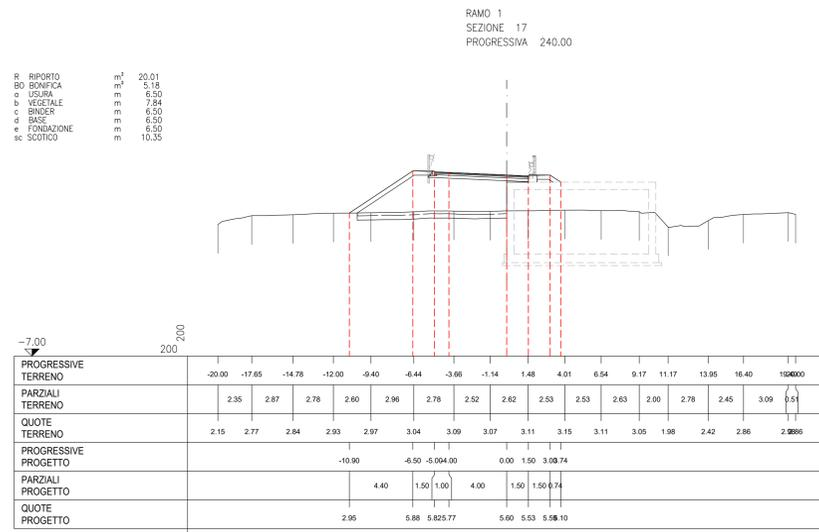 RAMO 1
SEZIONE 17
PROGRESSIVA 240.00
R RIPORTO m³ 20.01
BO BONIFICA m³ 5.18
a USURA m 6.50
b VEGETALE m 7.84
c BINDER m 6.50
d BASE m 6.50
e FONDAZIONE m 6.50
sc SCOTICO m 10.35
-7.00
200
200
PROGRESSIVE TERRENO
-20.00 -17.65 -14.78 -12.00 -9.40 -6.44 -3.66 -1.14 1.48 4.01 6.54 9.17 11.17 13.95 16.40
PARZIALI TERRENO
2.35 2.87 2.78 2.60 2.96 2.78 2.52 2.62 2.53 2.53 2.63 2.00 2.78 2.45 3.09 0.51
QUOTE TERRENO
2.15 2.77 2.84 2.93 2.97 3.04 3.09 3.07 3.11 3.15 3.11 3.05 1.98 2.42 2.86
PROGRESSIVE PROGETTO
-10.90 -6.50 -5.00 -4.00 0.00 1.50 3.00 3.74
PARZIALI PROGETTO
4.40 1.50 1.00 4.00 1.50 1.50 0.74
QUOTE PROGETTO
2.95 5.88 5.82 5.77 5.60 5.53 5.10